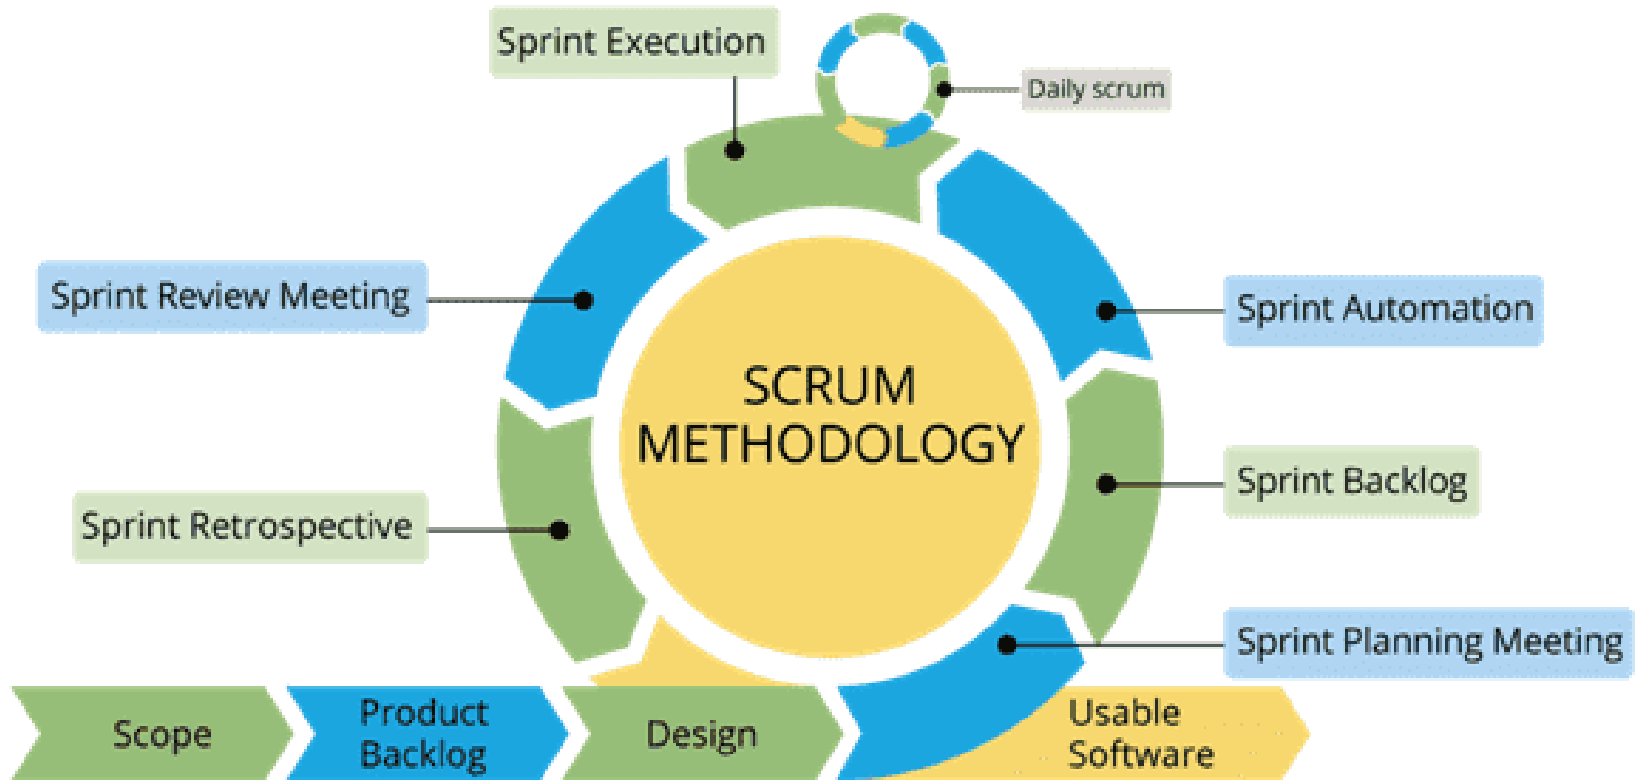 Sprint Execution
Daily scrum
Sprint Review Meeting
Sprint Automation
SCRUM
METHODOLOGY
Sprint Backlog
Sprint Retrospective
Sprint Planning Meeting
Scope
Product
Backlog
Design
Usable
Software